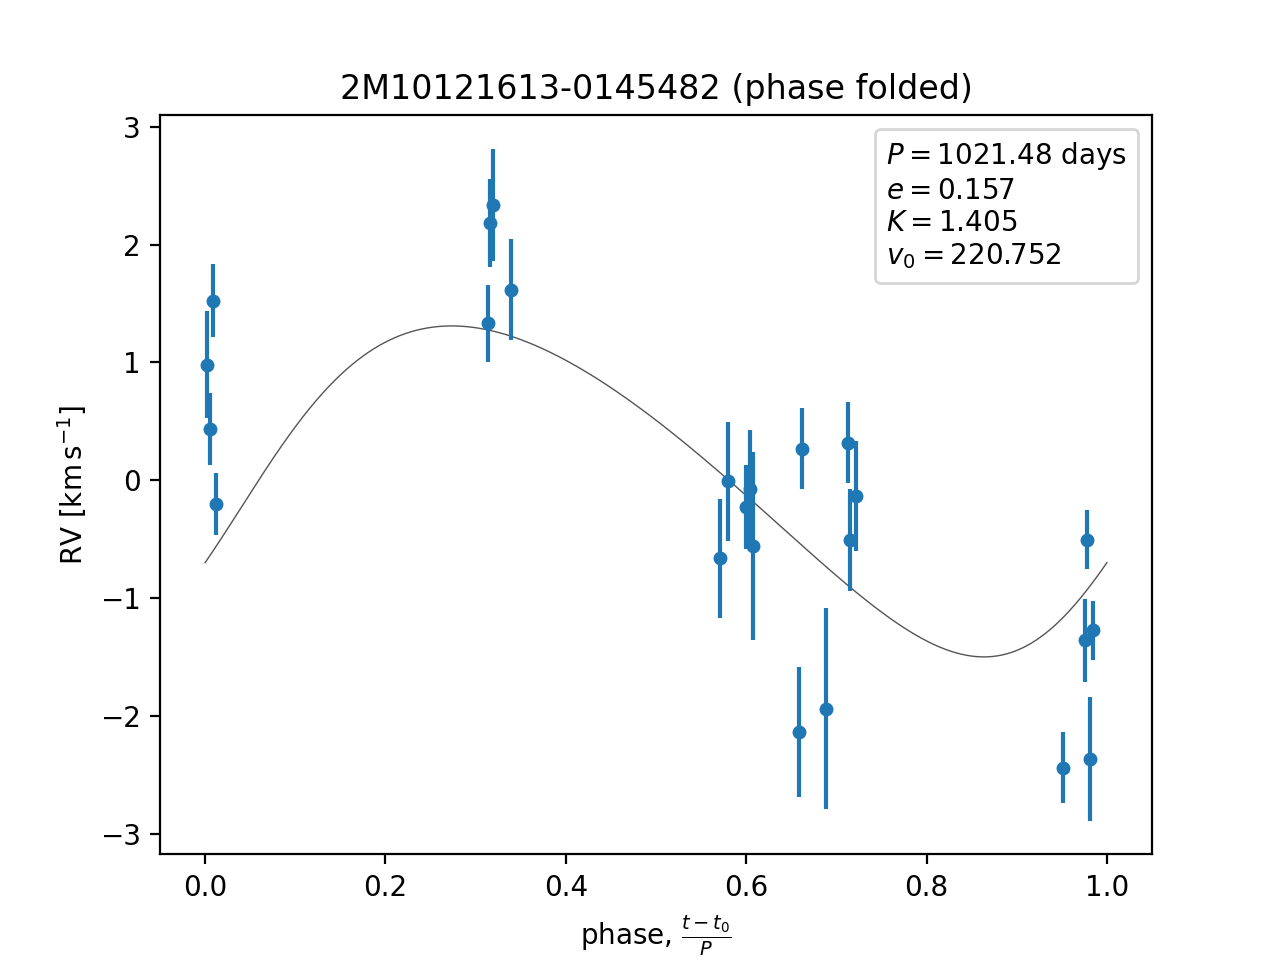 2M10121613-0145482 (phase folded)
P = 1021.48 days
e = 0.157
K = 1.405
v₀ = 220.752
3
2
1
0
−1
−2
−3
RV [km s⁻¹]
0.0 0.2 0.4 0.6 0.8 1.0
phase, (t − t₀)/P